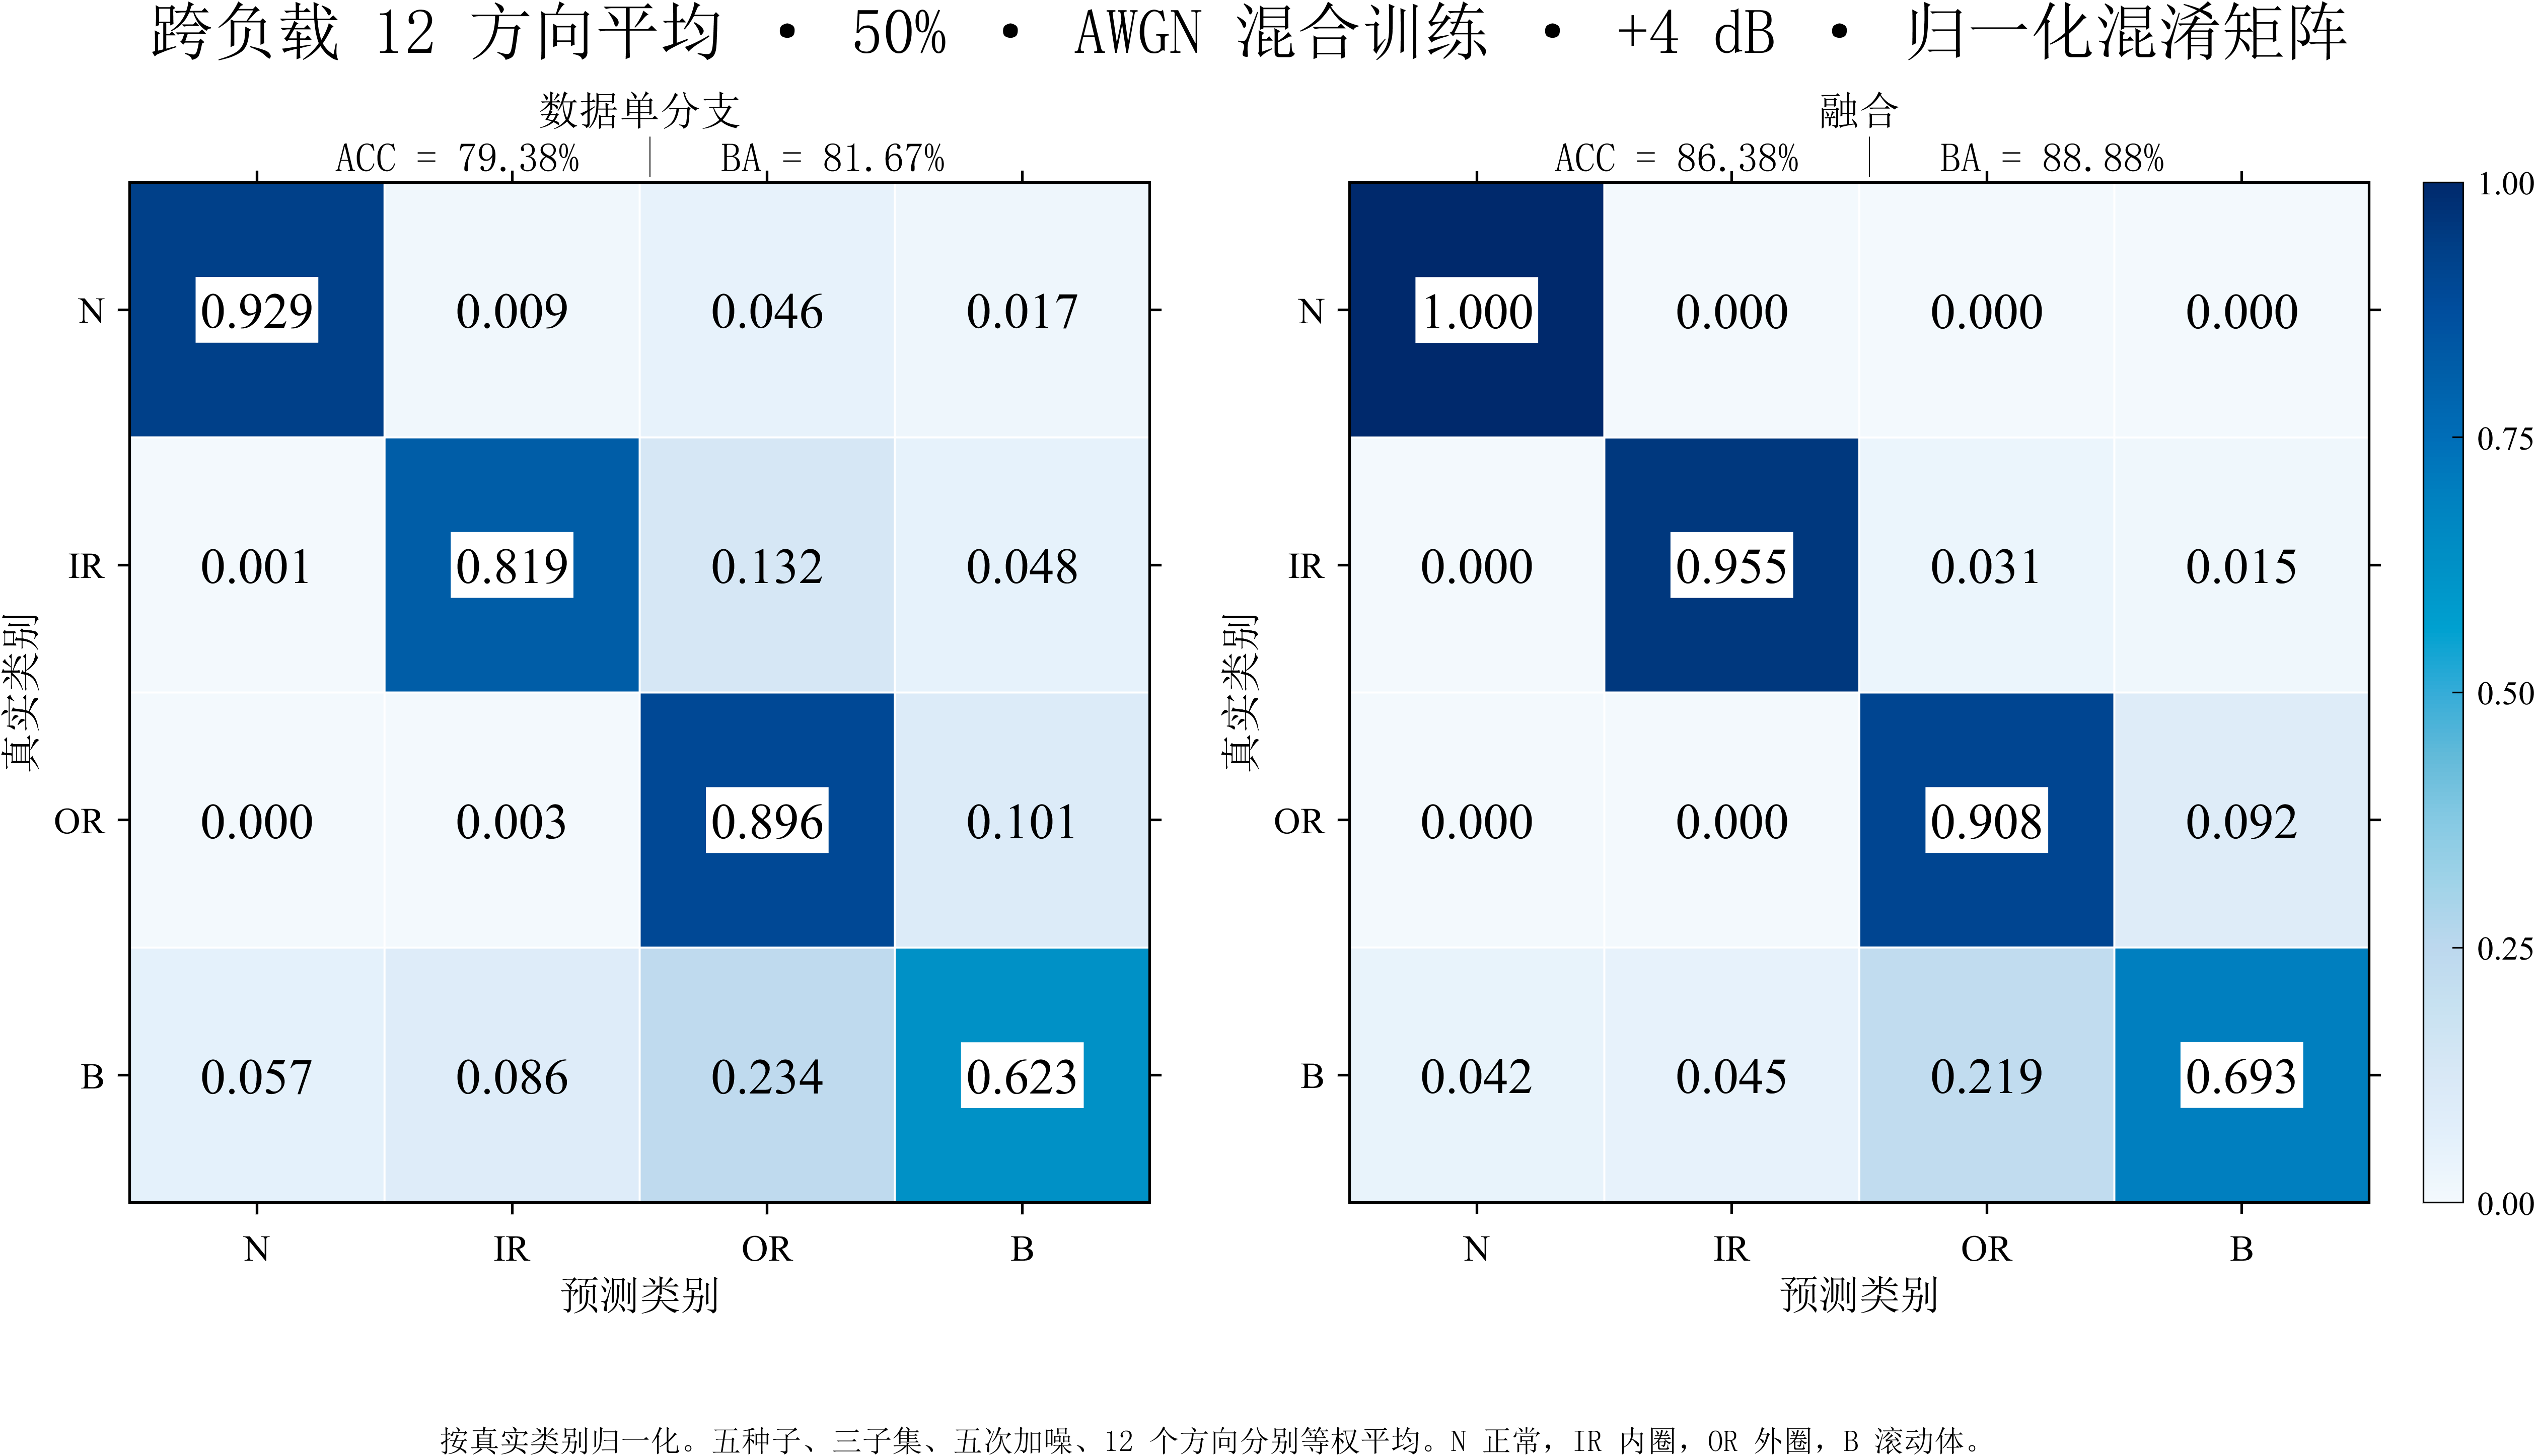 跨负载 12 方向平均 • 50% • AWGN 混合训练 • +4 dB • 归一化混淆矩阵
数据单分支
ACC = 79.38% | BA = 81.67%
N 0.929 0.009 0.046 0.017
IR 0.001 0.819 0.132 0.048
OR 0.000 0.003 0.896 0.101
B 0.057 0.086 0.234 0.623
N IR OR B
真实类别
预测类别
融合
ACC = 86.38% | BA = 88.88%
N 1.000 0.000 0.000 0.000
IR 0.000 0.955 0.031 0.015
OR 0.000 0.000 0.908 0.092
B 0.042 0.045 0.219 0.693
N IR OR B
真实类别
预测类别
1.00
0.75
0.50
0.25
0.00
按真实类别归一化。五种子、三子集、五次加噪、12 个方向分别等权平均。N 正常，IR 内圈，OR 外圈，B 滚动体。